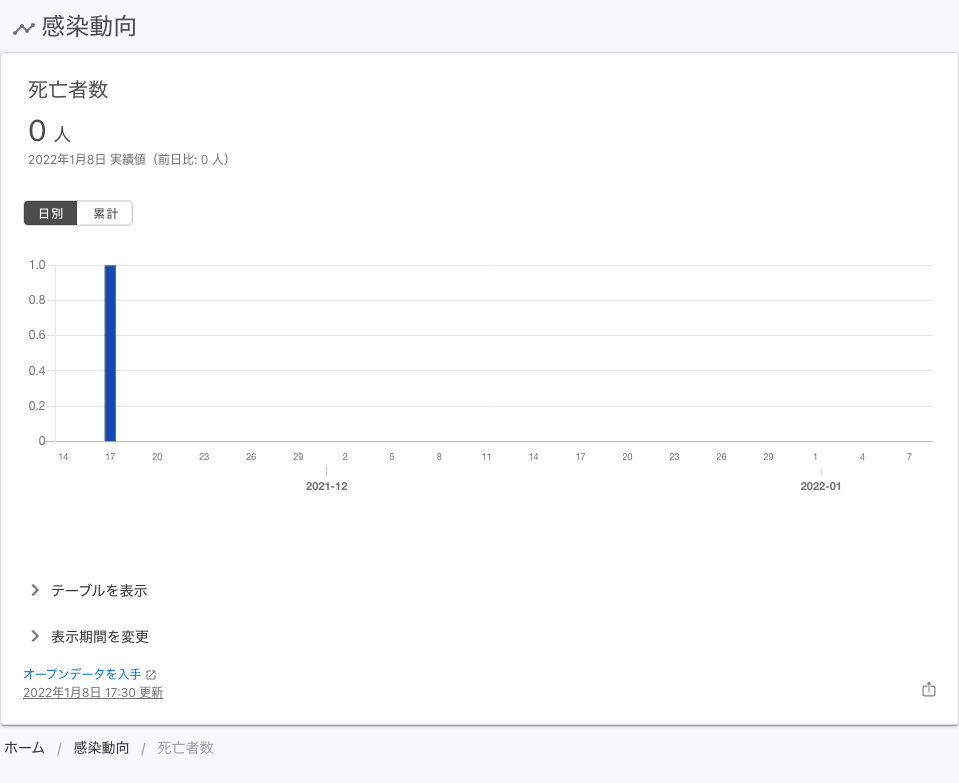 感染動向
死亡者数
0 人
2022年1月8日 実績値（前日比: 0 人）
日別 累計
1.0
0.8
0.6
0.4
0.2
0
14 17 20 23 26 29 2 5 8 11 14 17 20 23 26 29 1 4 7
2021-12 2022-01
テーブルを表示
表示期間を変更
オープンデータを入手
2022年1月8日 17:30 更新
ホーム / 感染動向 / 死亡者数